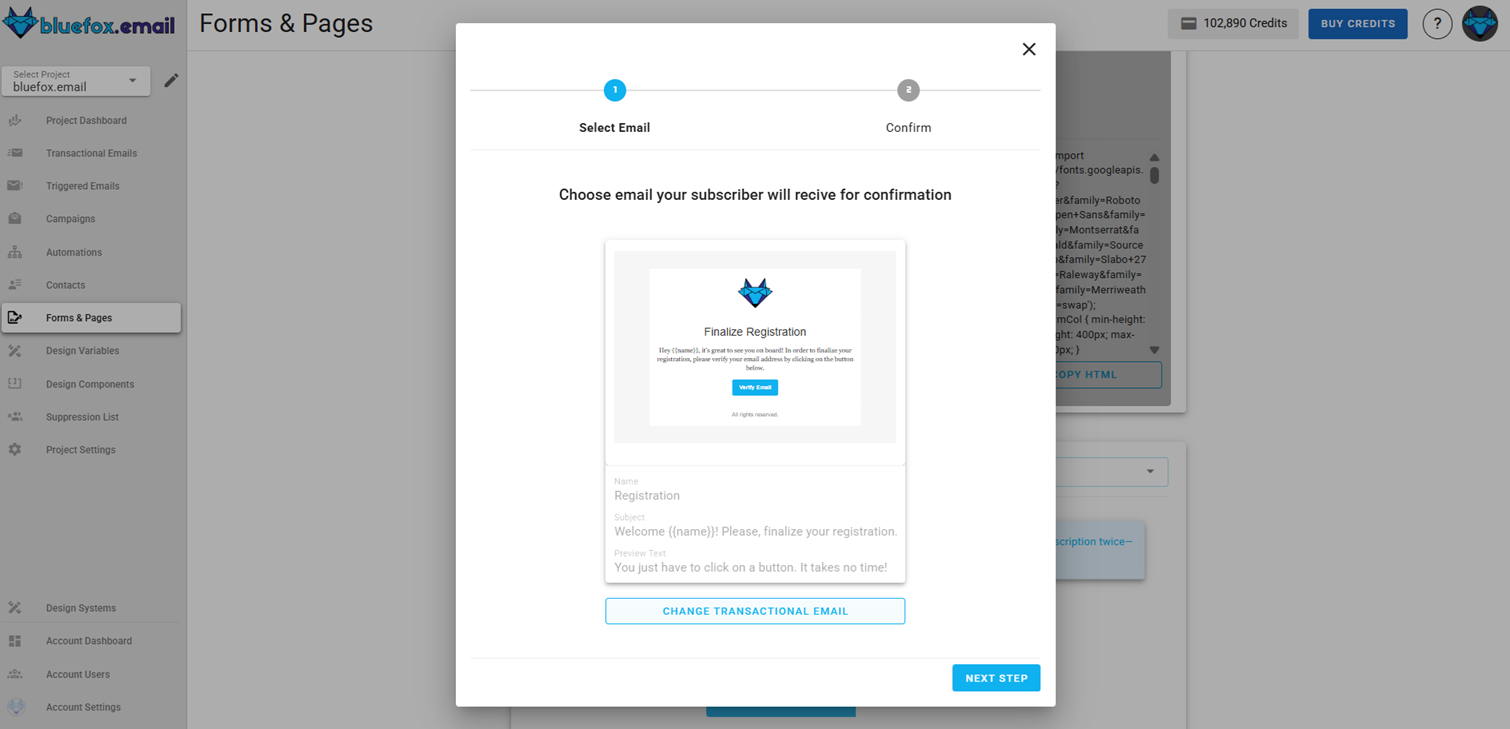 bluefox.email
Forms & Pages
102,890 Credits
BUY CREDITS
?
Select Project
bluefox.email
Project Dashboard
Transactional Emails
Triggered Emails
Campaigns
Automations
Contacts
Forms & Pages
Design Variables
Design Components
Suppression List
Project Settings
Design Systems
Account Dashboard
Account Users
Account Settings
1
2
Select Email
Confirm
Choose email your subscriber will recive for confirmation
Finalize Registration
Hey {{name}}, it's great to see you on board! In order to finalize your
registration, please verify your email address by clicking on the button
below.
Verify Email
All rights reserved.
Name
Registration
Subject
Welcome {{name}}! Please, finalize your registration.
Preview Text
You just have to click on a button. It takes no time!
CHANGE TRANSACTIONAL EMAIL
NEXT STEP
mport
/fonts.googleapis.
?
er&family=Roboto
pen+Sans&family=
ly=Montserrat&fa
ald&family=Source
o&family=Slabo+27
=Raleway&family=
family=Merriweath
=swap');
rmCol { min-height:
ght: 400px; max-
0px; }
OPY HTML
scription twice—